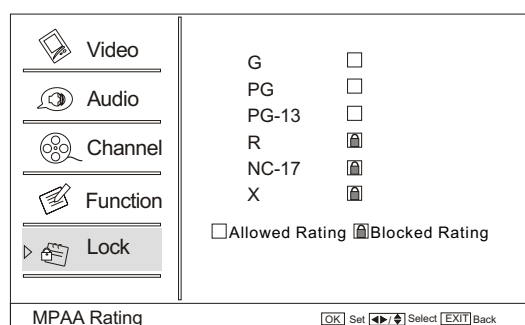 Video
Audio
Channel
Function
Lock
G
PG
PG-13
R
NC-17
X
Allowed Rating Blocked Rating
MPAA Rating
OK Set / Select EXIT Back